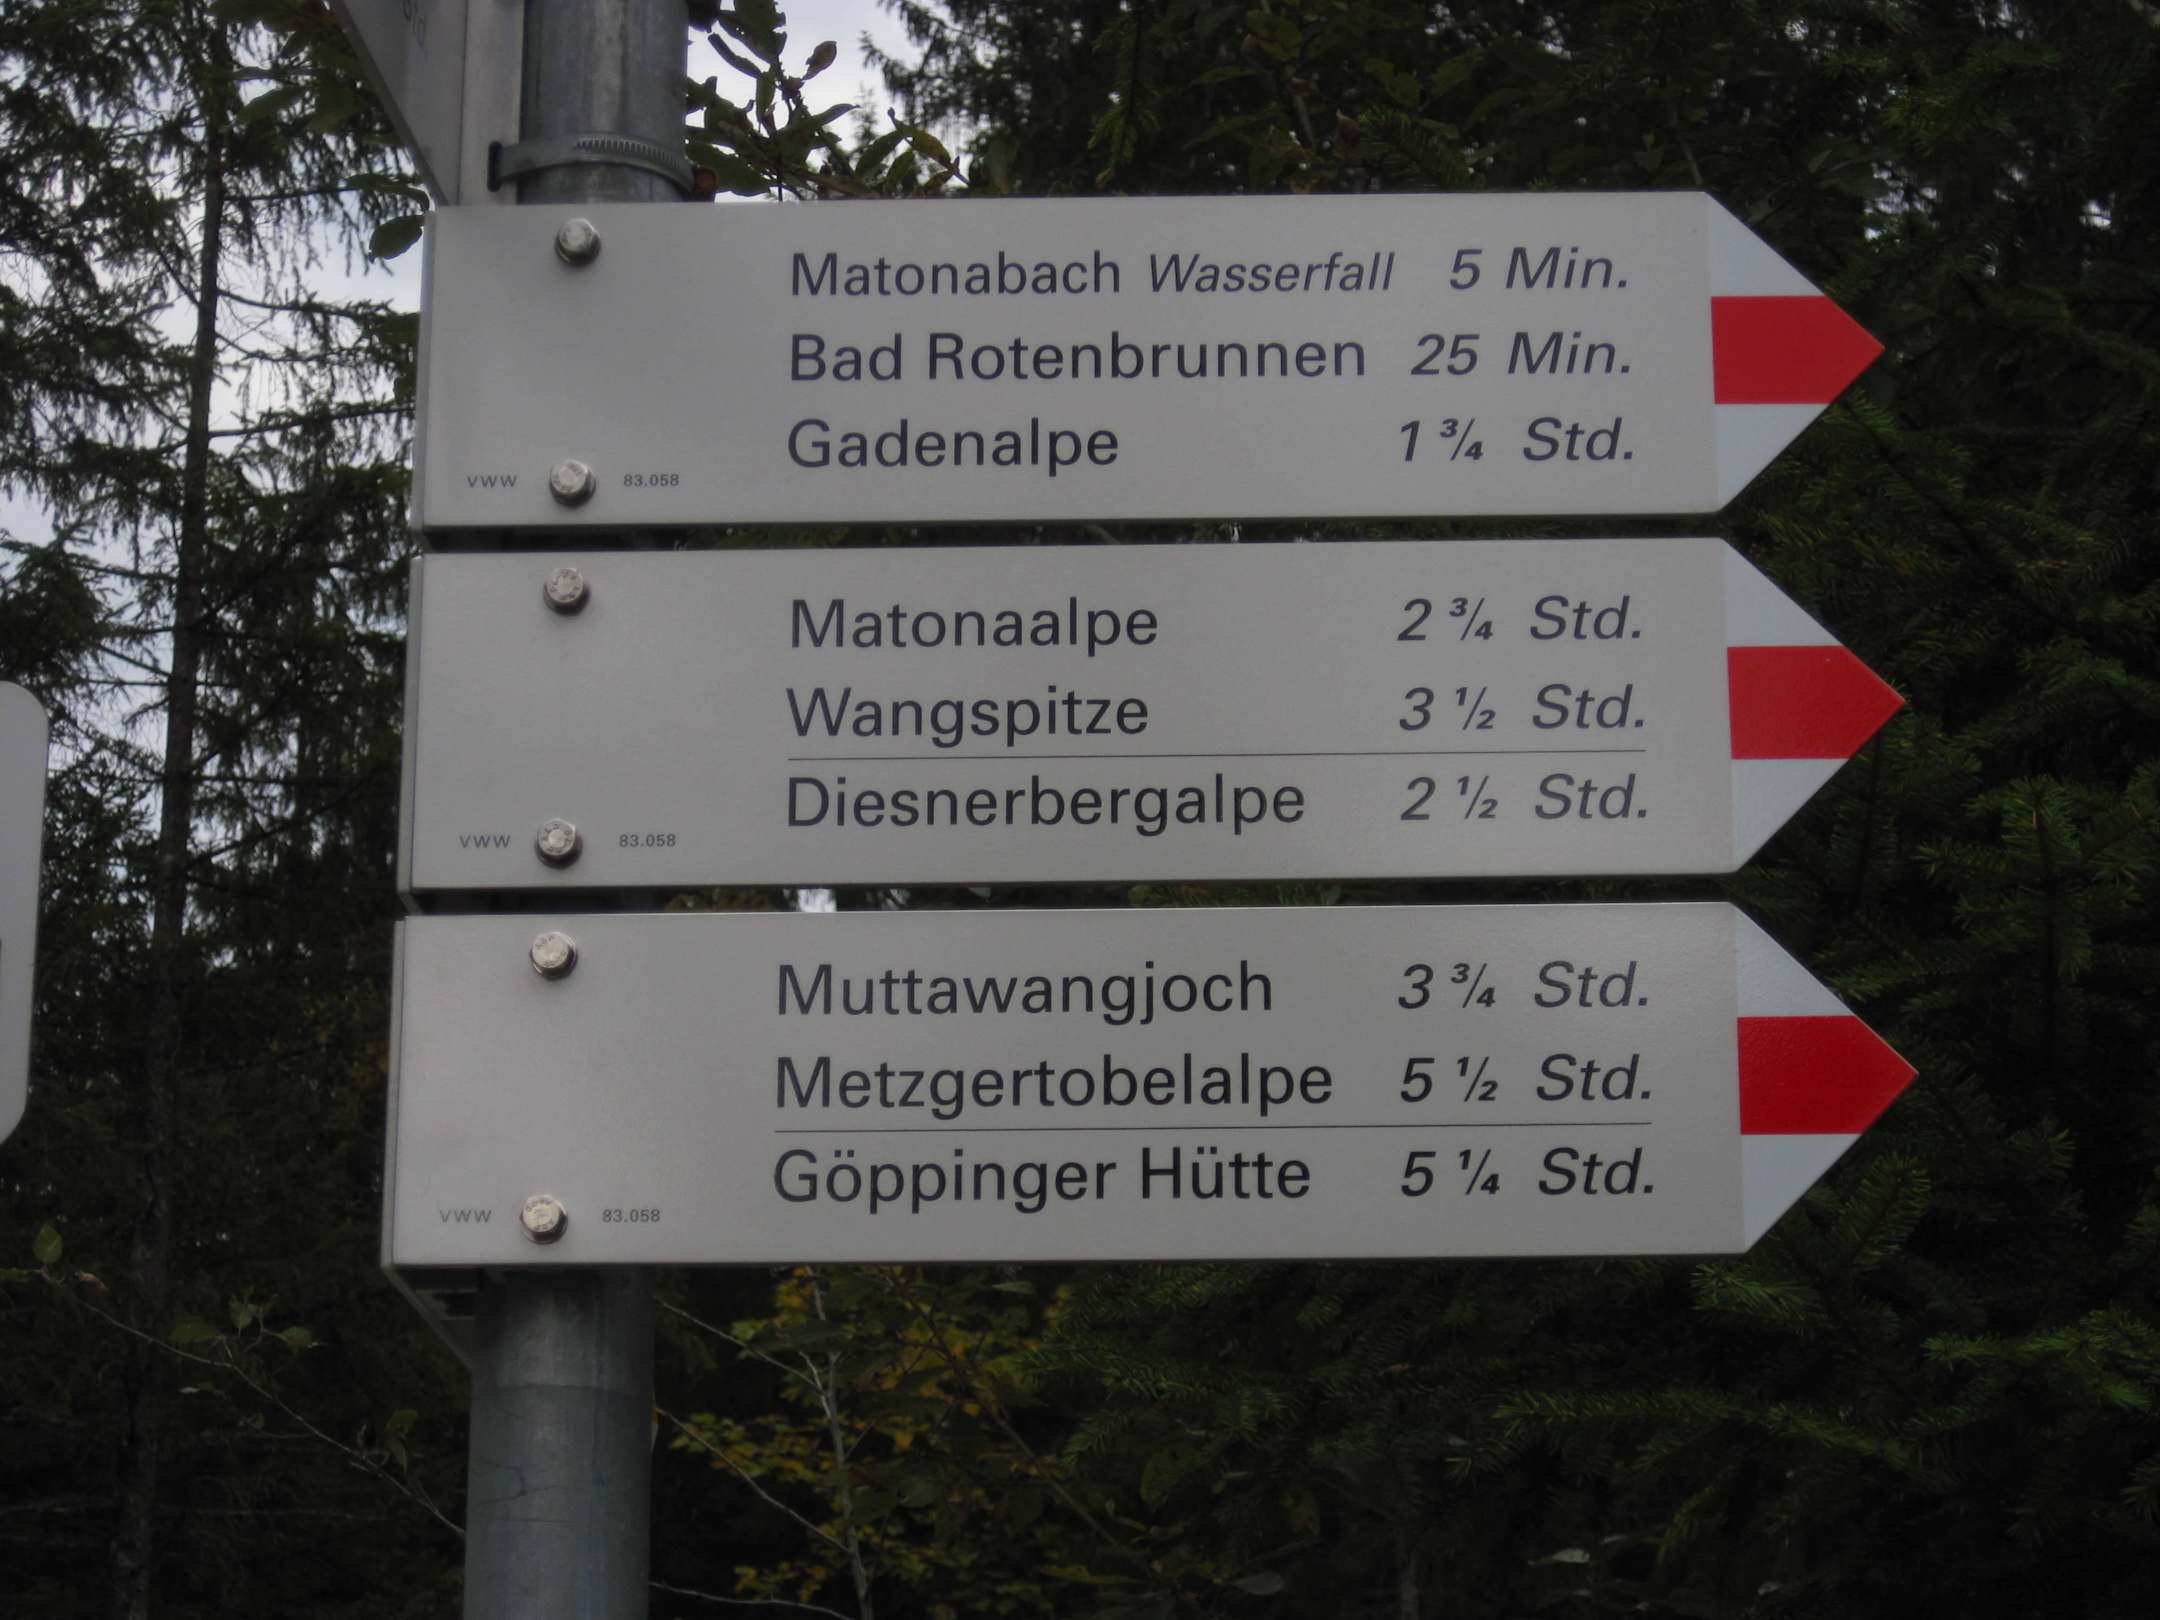 Matonabach Wasserfall 5 Min.
Bad Rotenbrunnen 25 Min.
Gadenalpe 1 ¾ Std.
VWW 83.058
Matonaalpe 2 ¾ Std.
Wangspitze 3 ½ Std.
Diesnerbergalpe 2 ½ Std.
VWW 83.058
Muttawangjoch 3 ¾ Std.
Metzgertobelalpe 5 ½ Std.
Göppinger Hütte 5 ¼ Std.
VWW 83.058